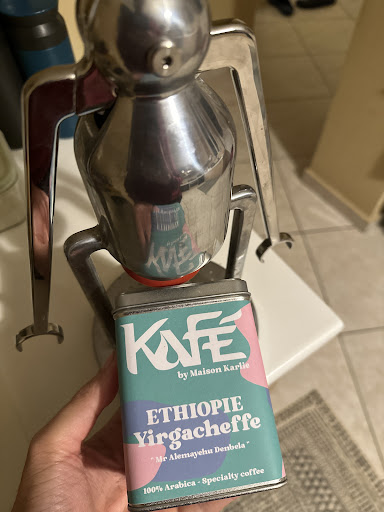 KaFé
by Maison Karlie
ETHIOPIE
Yirgacheffe
" Mr Alemayehu Denbela "
100% Arabica - Specialty coffee